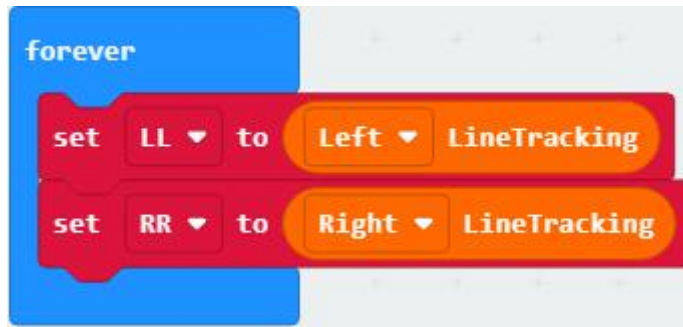 forever
set LL to Left LineTracking
set RR to Right LineTracking